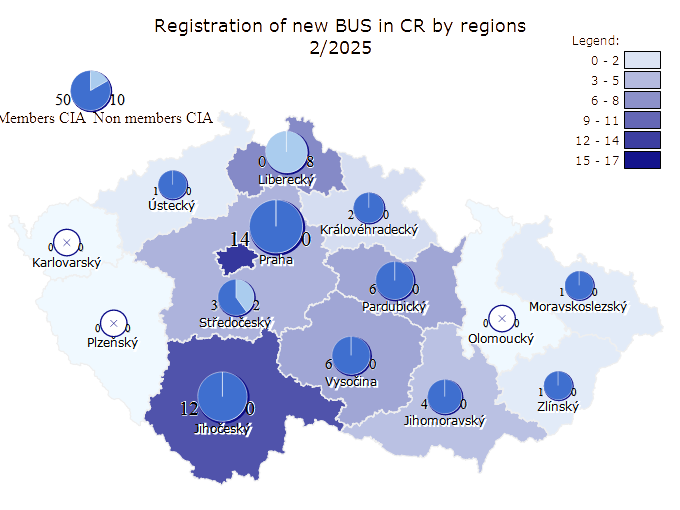 Registration of new BUS in CR by regions
2/2025
Legend:
0 - 2
3 - 5
6 - 8
9 - 11
12 - 14
15 - 17
50 10
Members CIA Non members CIA
0 8
Liberecký
1 0
Ústecký
2 0
Královéhradecký
14 0
Praha
0 0
Karlovarský
6 0
Pardubický
1 0
Moravskoslezský
3 2
Středočeský
0 0
Plzeňský
0 0
Olomoucký
6 0
Vysočina
12 0
Jihočeský
4 0
Jihomoravský
1 0
Zlínský